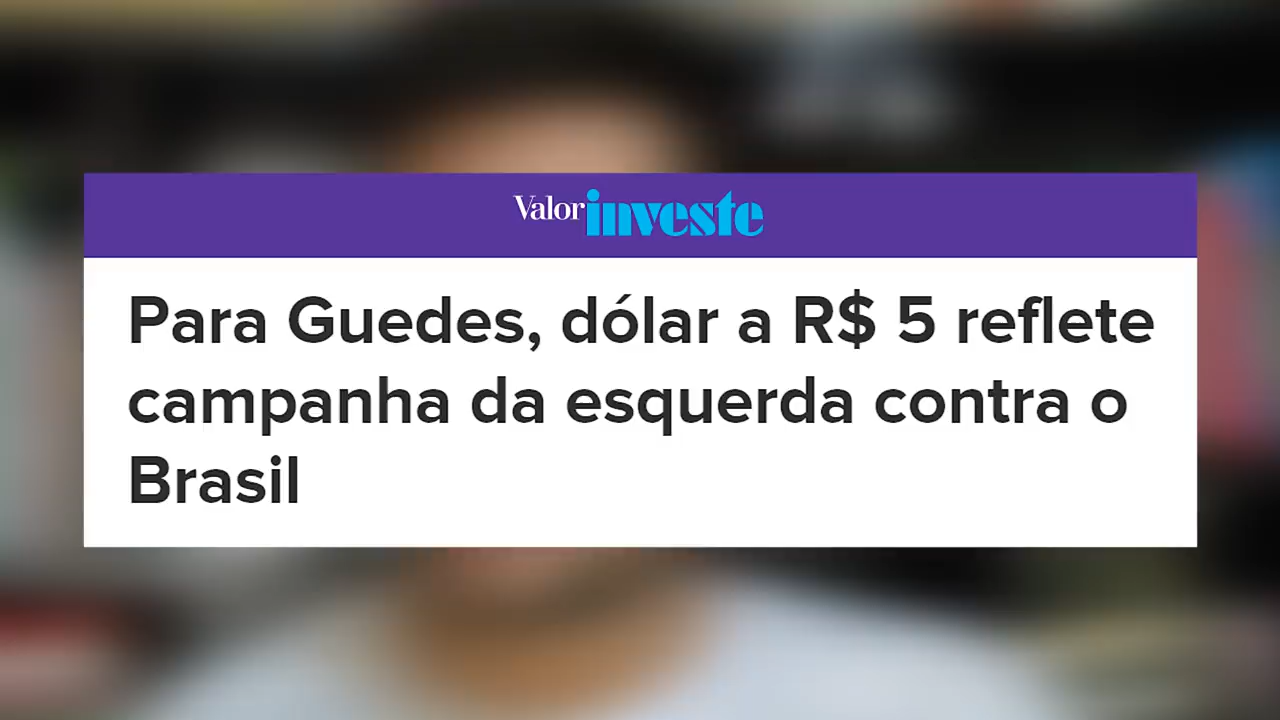 Valor investe
Para Guedes, dólar a R$ 5 reflete
campanha da esquerda contra o
Brasil